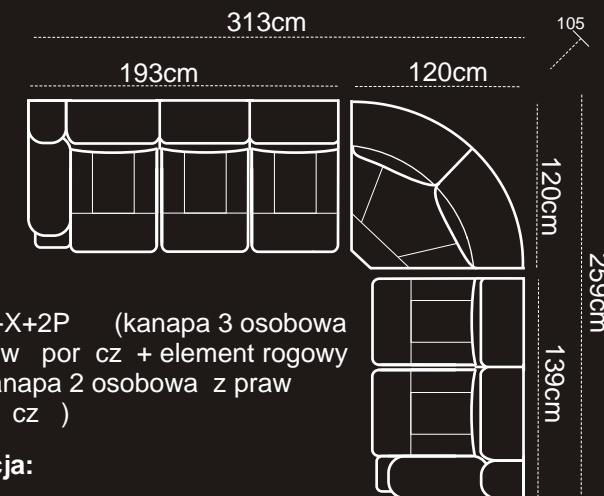 313cm
105
193cm
120cm
120cm
259cm
139cm
-X+2P (kanapa 3 osobowa
w por cz + element rogowy
anapa 2 osobowa z praw
cz )
cja: